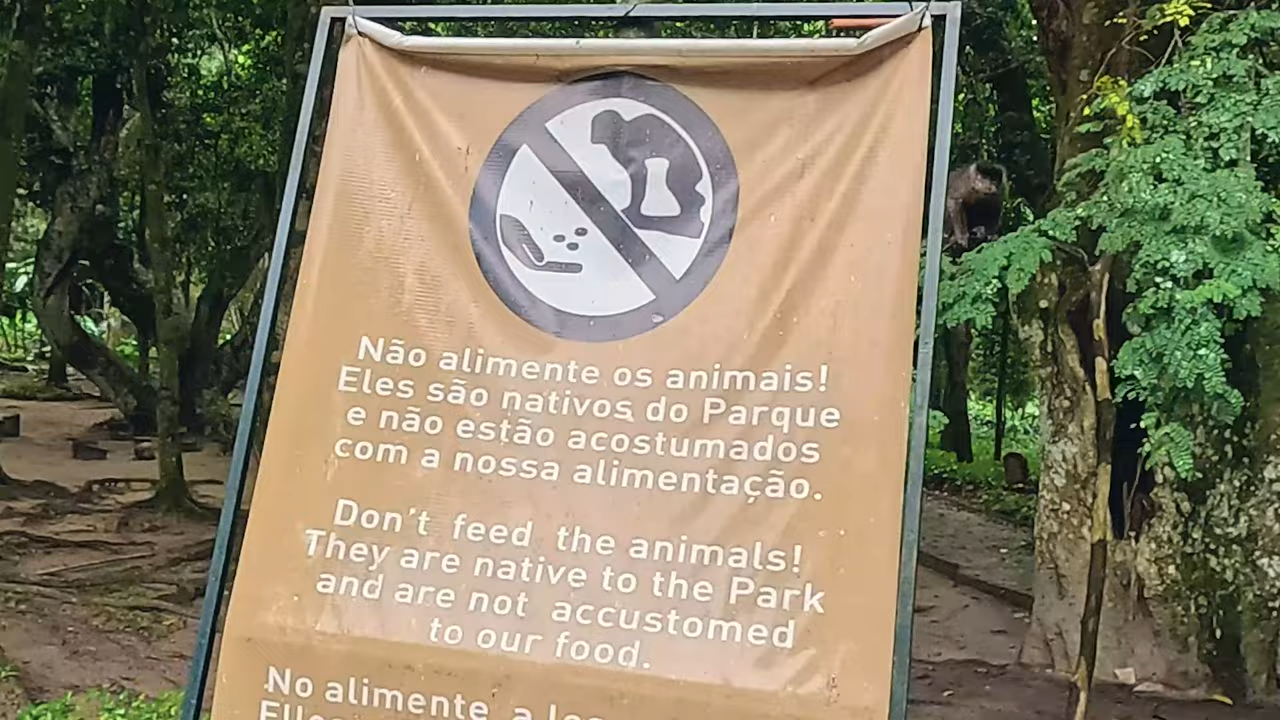 Não alimente os animais!
Eles são nativos do Parque
e não estão acostumados
com a nossa alimentação.
Don't feed the animals!
They are native to the Park
and are not accustomed
to our food.
No alimente a los